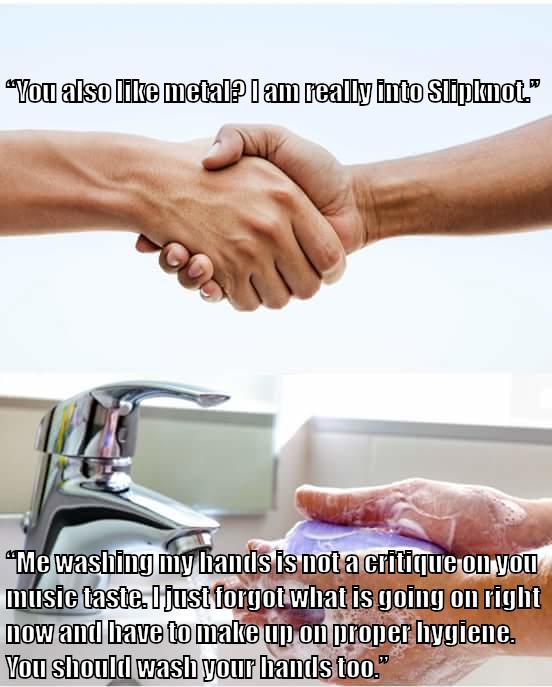 “You also like metal? I am really into Slipknot.”
“Me washing my hands is not a critique on you
music taste. I just forgot what is going on right
now and have to make up on proper hygiene.
You should wash your hands too.”